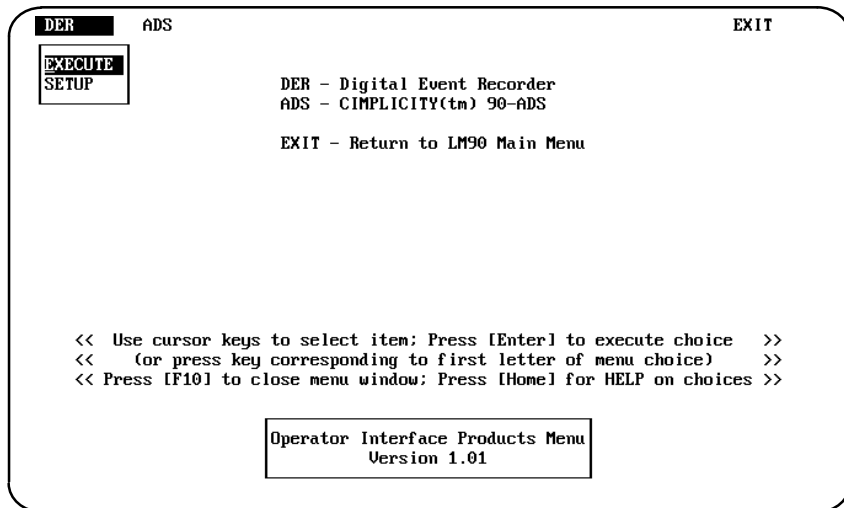 DER ADS EXIT
EXECUTE
SETUP
DER - Digital Event Recorder
ADS - CIMPLICITY(tm) 90-ADS
EXIT - Return to LM90 Main Menu
<< Use cursor keys to select item; Press [Enter] to execute choice >>
<< (or press key corresponding to first letter of menu choice) >>
<< Press [F10] to close menu window; Press [Home] for HELP on choices >>
Operator Interface Products Menu
Version 1.01